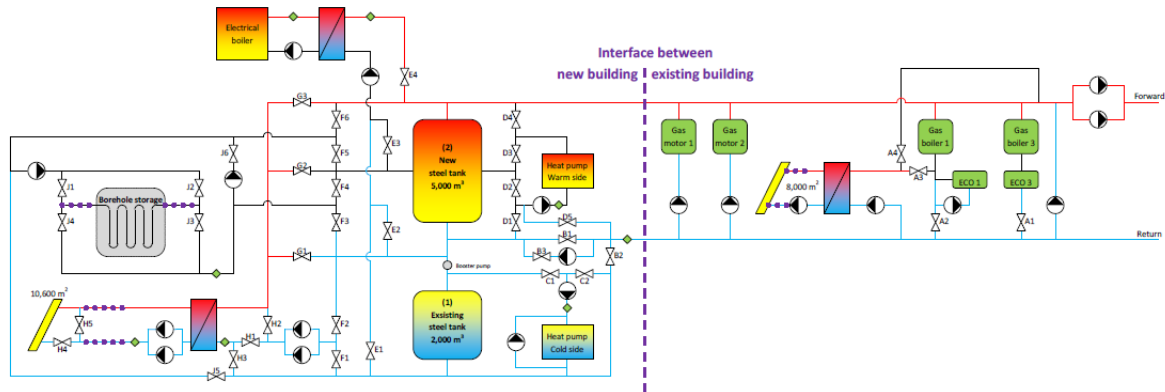 Electrical
boiler
E4
Interface between
new building existing building
G3
Forward
F6
D4
J6
F5
E3
(2)
New
steel tank
5,000 m³
D3
Heat pump
Warm side
Gas
motor 1
Gas
motor 2
Gas
boiler 1
Gas
boiler 3
A4
A3
G2
J1
J2
Borehole storage
F4
D2
8,000 m²
ECO 1
ECO 3
J4
J3
F3
D1
D5
A2
A1
E2
B1
Return
G1
B3
B2
Booster pump
C1
C2
10,600 m²
(1)
Exsisting
steel tank
2,000 m³
H5
H2
F2
H4
H1
Heat pump
Cold side
H3
F1
E1
J5